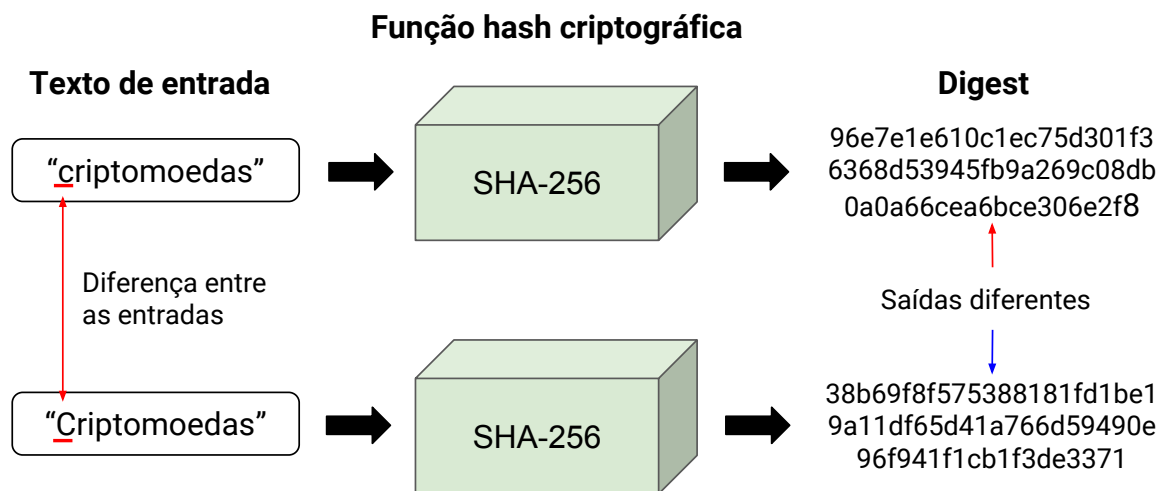 Função hash criptográfica
Texto de entrada
Digest
“criptomoedas”
SHA-256
96e7e1e610c1ec75d301f3
6368d53945fb9a269c08db
0a0a66cea6bce306e2f8
Diferença entre
as entradas
Saídas diferentes
“Criptomoedas”
SHA-256
38b69f8f575388181fd1be1
9a11df65d41a766d59490e
96f941f1cb1f3de3371